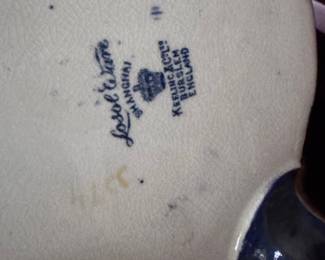 Losol Ware
SHANGHAI
KEELING & CO LTD
BURSLEM
ENGLAND